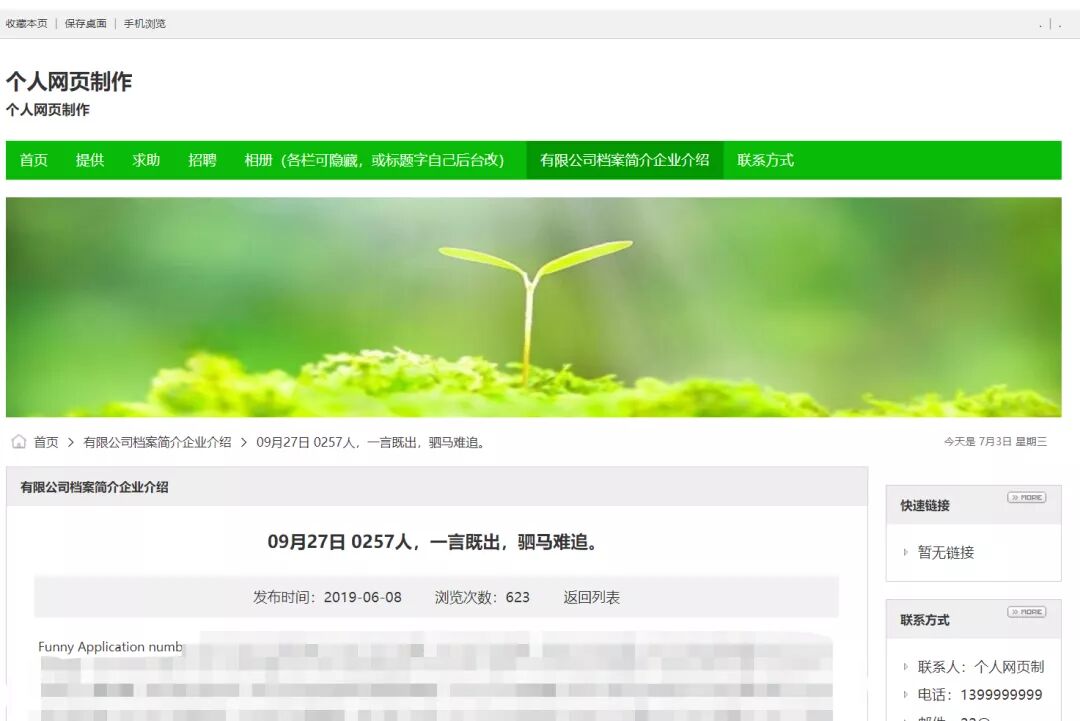 收藏本页 | 保存桌面 | 手机浏览 . | .
个人网页制作
个人网页制作
首页 提供 求助 招聘 相册（各栏可隐藏，或标题字自己后台改） 有限公司档案简介企业介绍 联系方式
首页 > 有限公司档案简介企业介绍 > 09月27日 0257人，一言既出，驷马难追。 今天是 7月3日 星期三
有限公司档案简介企业介绍
09月27日 0257人，一言既出，驷马难追。
发布时间：2019-06-08 浏览次数：623 返回列表
Funny Application numb
快速链接 » MORE
暂无链接
联系方式 » MORE
联系人：个人网页制
电话：1399999999